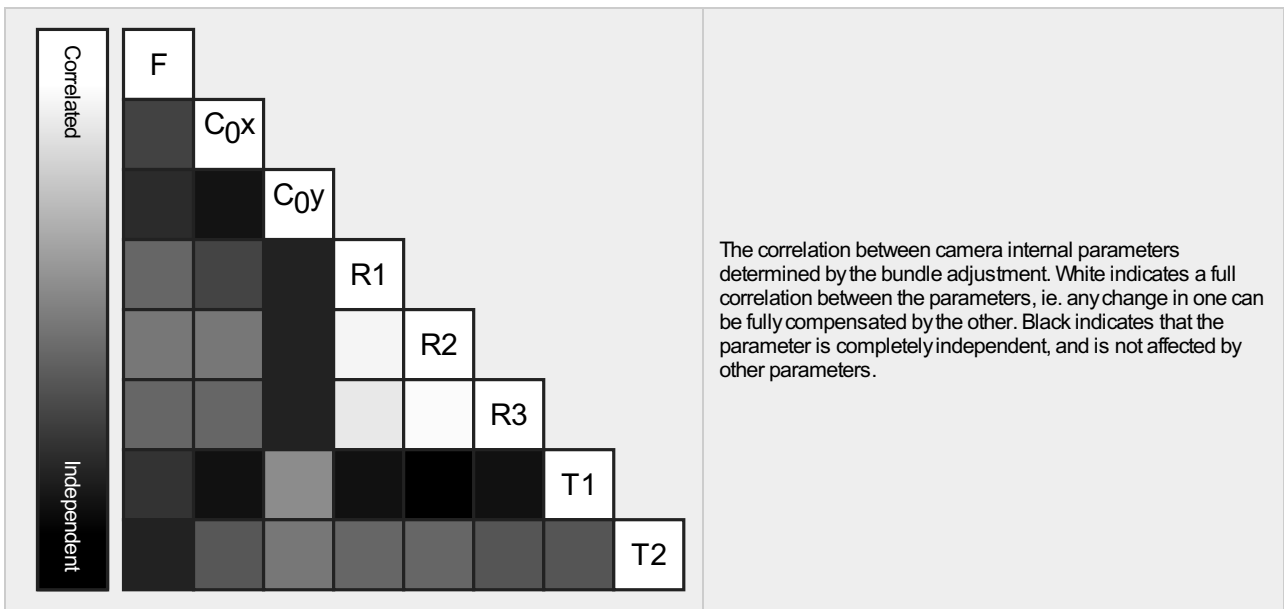 Correlated
Independent
F
C0x
C0y
R1
R2
R3
T1
T2
The correlation between camera internal parameters
determined by the bundle adjustment. White indicates a full
correlation between the parameters, ie. any change in one can
be fully compensated by the other. Black indicates that the
parameter is completely independent, and is not affected by
other parameters.